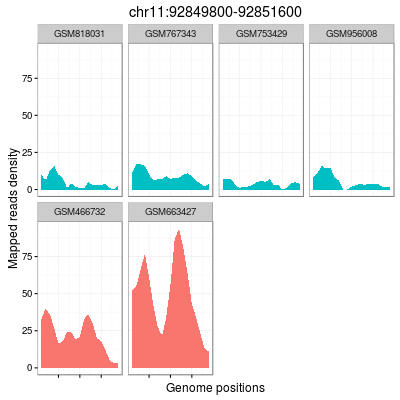 chr11:92849800-92851600
GSM818031 GSM767343 GSM753429 GSM956008
75
50
25
0
GSM466732 GSM663427
75
50
25
0
Mapped reads density
Genome positions